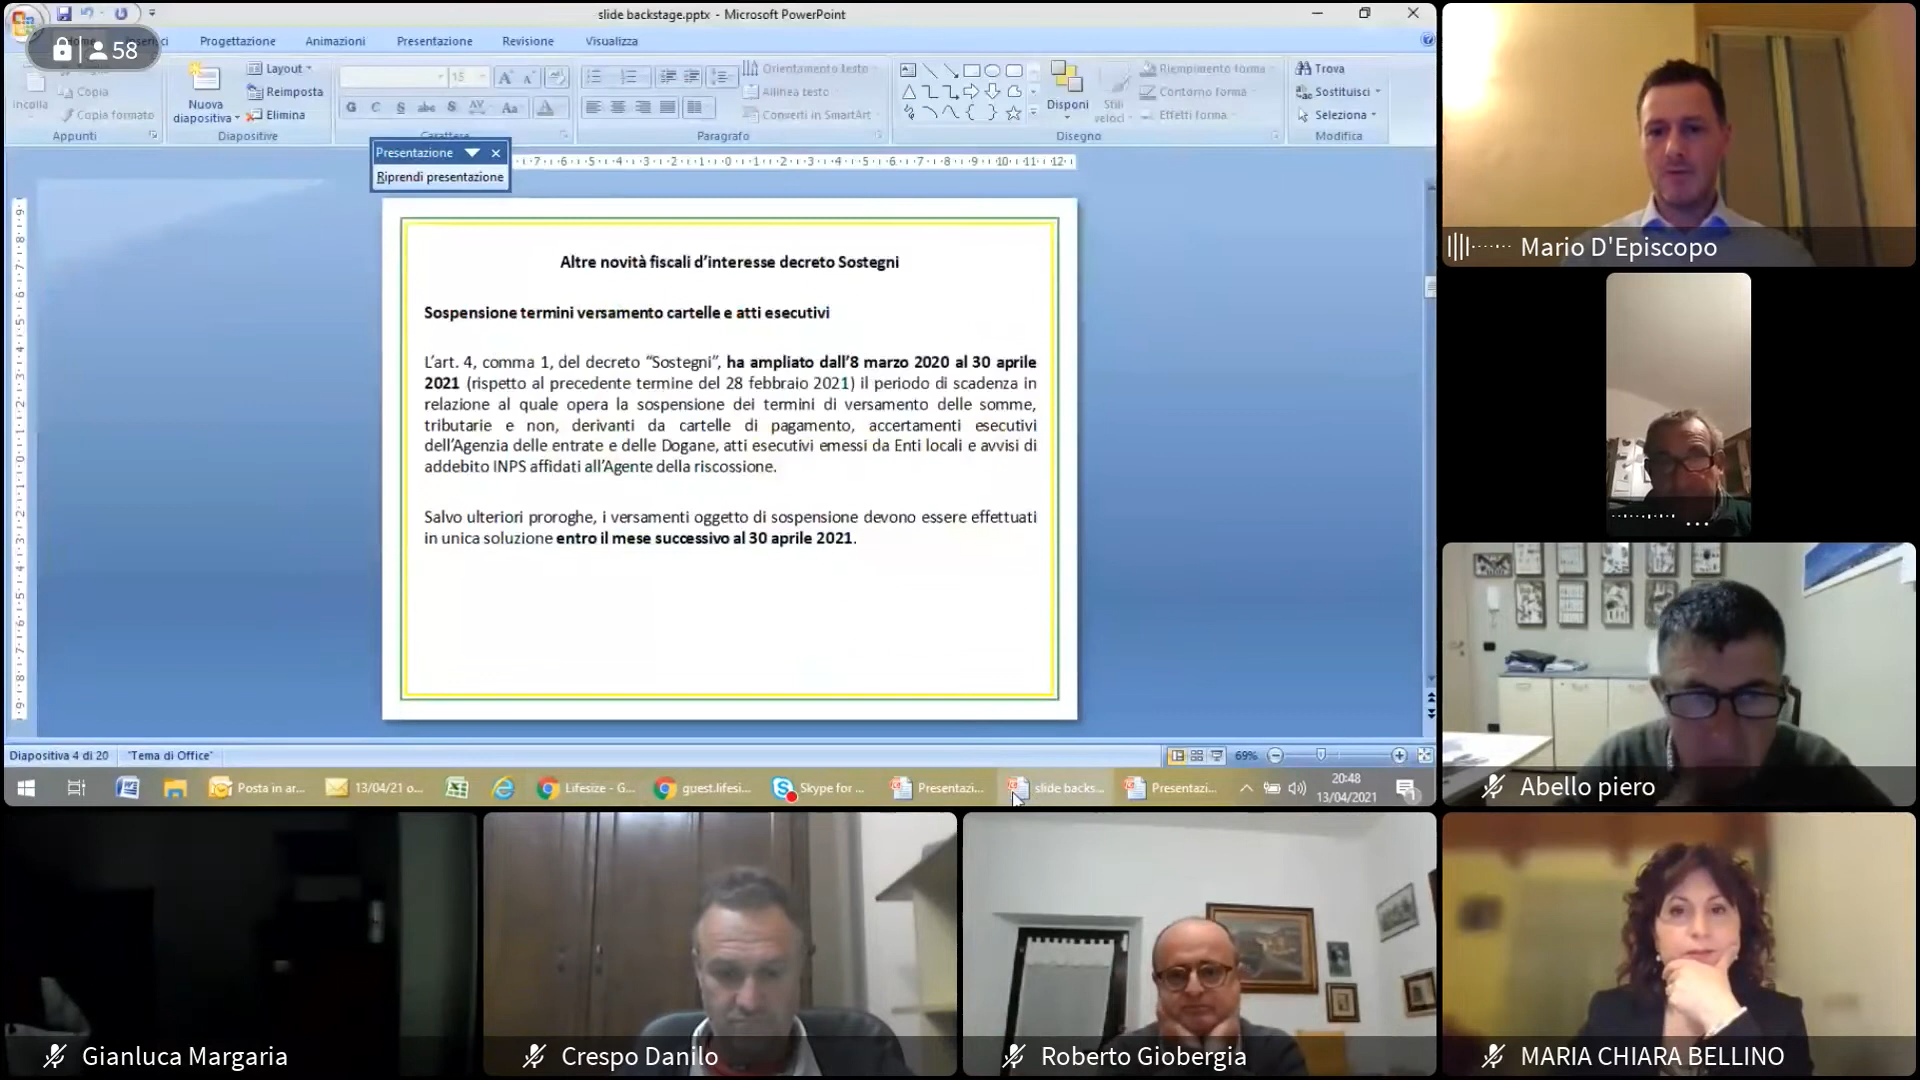 slide backstage.pptx - Microsoft PowerPoint
58
Progettazione
Animazioni
Presentazione
Revisione
Visualizza
Incolla
Copia
Copia formato
Appunti
Nuova diapositiva
Layout
Reimposta
Elimina
Diapositive
15
Carattere
Orientamento testo
Allinea testo
Converti in SmartArt
Paragrafo
Disponi
Stili veloci
Riempimento forma
Contorno forma
Effetti forma
Disegno
Trova
Sostituisci
Seleziona
Modifica
Presentazione
Riprendi presentazione
Altre novità fiscali d'interesse decreto Sostegni
Sospensione termini versamento cartelle e atti esecutivi
L'art. 4, comma 1, del decreto “Sostegni”, ha ampliato dall'8 marzo 2020 al 30 aprile
2021 (rispetto al precedente termine del 28 febbraio 2021) il periodo di scadenza in
relazione al quale opera la sospensione dei termini di versamento delle somme,
tributarie e non, derivanti da cartelle di pagamento, accertamenti esecutivi
dell'Agenzia delle entrate e delle Dogane, atti esecutivi emessi da Enti locali e avvisi di
addebito INPS affidati all'Agente della riscossione.
Salvo ulteriori proroghe, i versamenti oggetto di sospensione devono essere effettuati
in unica soluzione entro il mese successivo al 30 aprile 2021.
Diapositiva 4 di 20
"Tema di Office"
69%
Posta in ar...
13/04/21 o...
Lifesize - G...
guest.lifesi...
Skype for ...
Presentazi...
slide backs...
Presentazi...
20:48
13/04/2021
Mario D'Episcopo
Abello piero
Gianluca Margaria
Crespo Danilo
Roberto Giobergia
MARIA CHIARA BELLINO